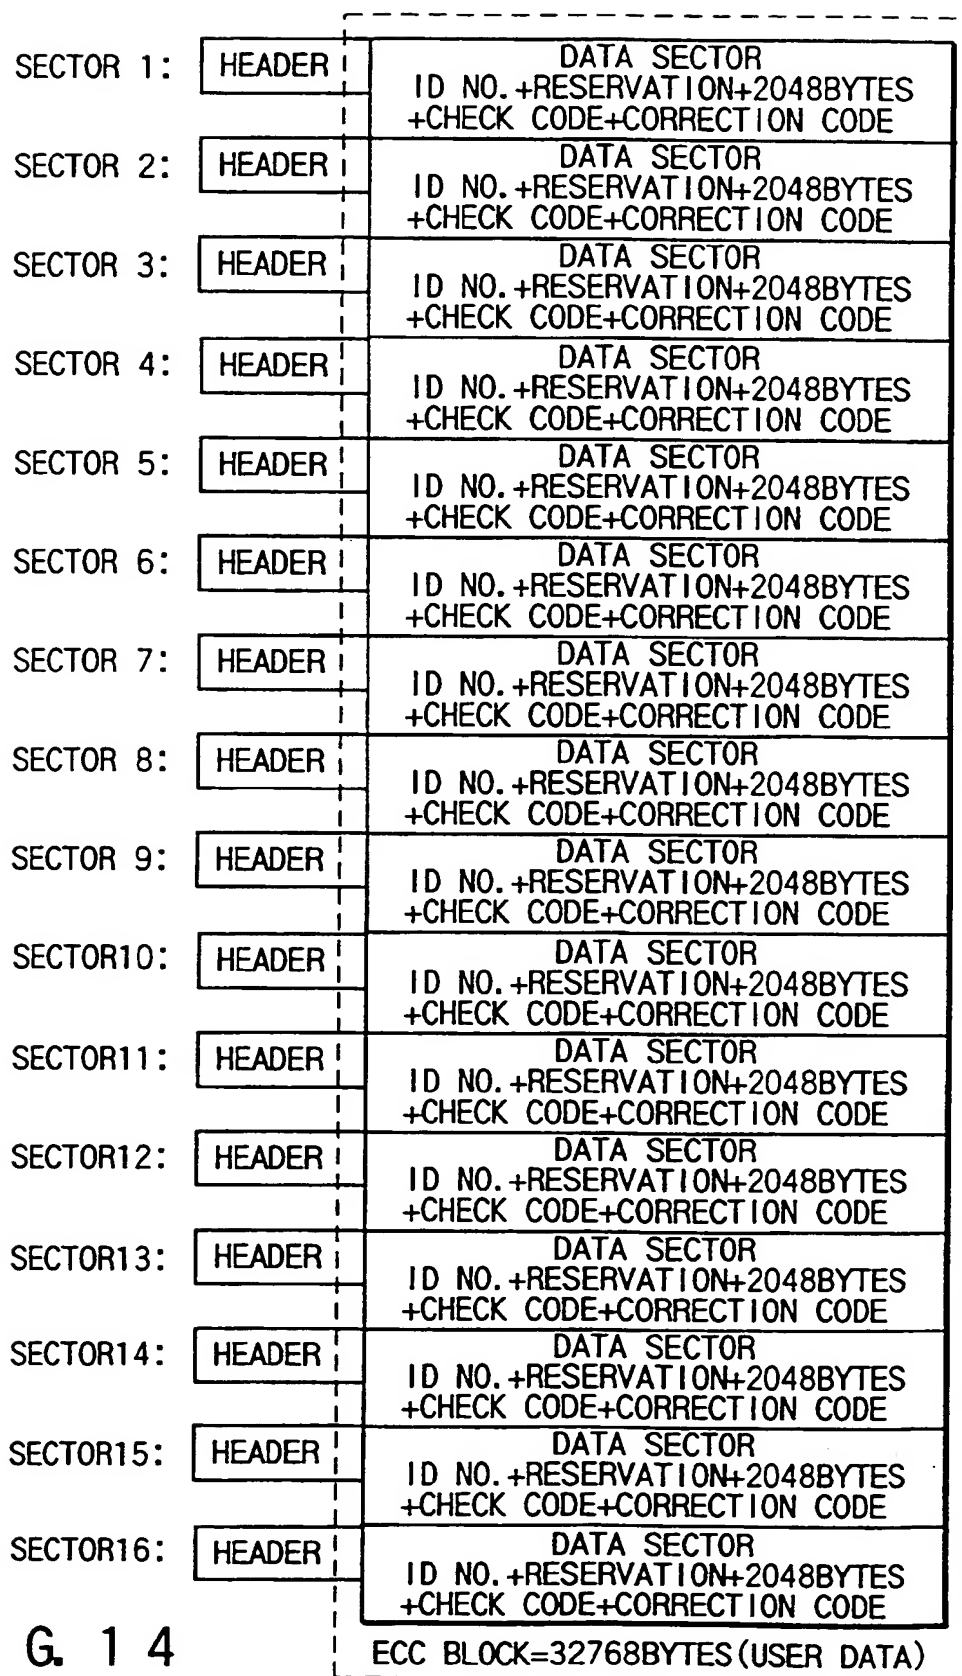 SECTOR 1: HEADER DATA SECTOR
ID NO.+RESERVATION+2048BYTES
+CHECK CODE+CORRECTION CODE
SECTOR 2: HEADER DATA SECTOR
ID NO.+RESERVATION+2048BYTES
+CHECK CODE+CORRECTION CODE
SECTOR 3: HEADER DATA SECTOR
ID NO.+RESERVATION+2048BYTES
+CHECK CODE+CORRECTION CODE
SECTOR 4: HEADER DATA SECTOR
ID NO.+RESERVATION+2048BYTES
+CHECK CODE+CORRECTION CODE
SECTOR 5: HEADER DATA SECTOR
ID NO.+RESERVATION+2048BYTES
+CHECK CODE+CORRECTION CODE
SECTOR 6: HEADER DATA SECTOR
ID NO.+RESERVATION+2048BYTES
+CHECK CODE+CORRECTION CODE
SECTOR 7: HEADER DATA SECTOR
ID NO.+RESERVATION+2048BYTES
+CHECK CODE+CORRECTION CODE
SECTOR 8: HEADER DATA SECTOR
ID NO.+RESERVATION+2048BYTES
+CHECK CODE+CORRECTION CODE
SECTOR 9: HEADER DATA SECTOR
ID NO.+RESERVATION+2048BYTES
+CHECK CODE+CORRECTION CODE
SECTOR10: HEADER DATA SECTOR
ID NO.+RESERVATION+2048BYTES
+CHECK CODE+CORRECTION CODE
SECTOR11: HEADER DATA SECTOR
ID NO.+RESERVATION+2048BYTES
+CHECK CODE+CORRECTION CODE
SECTOR12: HEADER DATA SECTOR
ID NO.+RESERVATION+2048BYTES
+CHECK CODE+CORRECTION CODE
SECTOR13: HEADER DATA SECTOR
ID NO.+RESERVATION+2048BYTES
+CHECK CODE+CORRECTION CODE
SECTOR14: HEADER DATA SECTOR
ID NO.+RESERVATION+2048BYTES
+CHECK CODE+CORRECTION CODE
SECTOR15: HEADER DATA SECTOR
ID NO.+RESERVATION+2048BYTES
+CHECK CODE+CORRECTION CODE
SECTOR16: HEADER DATA SECTOR
ID NO.+RESERVATION+2048BYTES
+CHECK CODE+CORRECTION CODE
G. 14 ECC BLOCK=32768BYTES(USER DATA)